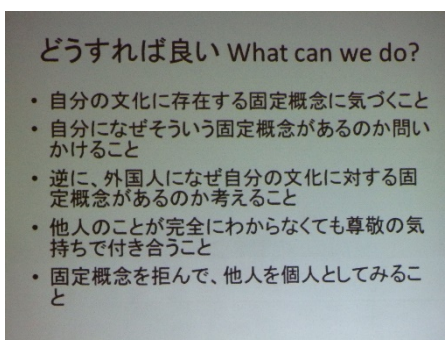 どうすれば良い What can we do?
• 自分の文化に存在する固定概念に気づくこと
• 自分になぜそういう固定概念があるのか問い
かけること
• 逆に、外国人になぜ自分の文化に対する固
定概念があるのか考えること
• 他人のことが完全にわからなくても尊敬の気
持ちで付き合うこと
• 固定概念を拒んで、他人を個人としてみるこ
と